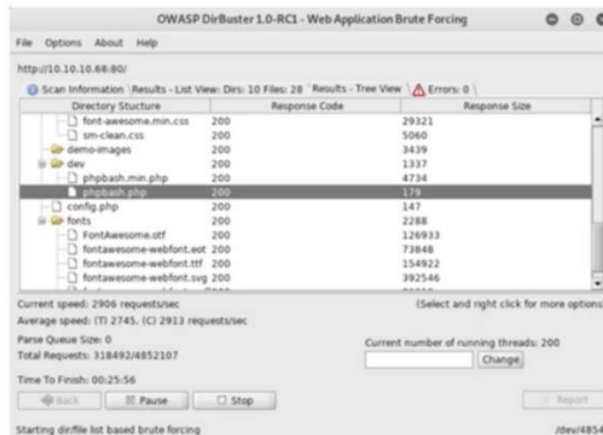 OWASP DirBuster 1.0-RC1 - Web Application Brute Forcing
File Options About Help
http://10.10.10.68:80/
Scan Information Results - List View: Dirs: 10 Files: 28 Results - Tree View Errors: 0
Directory Stucture Response Code Response Size
font-awesome.min.css 200 29321
sm-clean.css 200 5060
demo-images 200 3439
dev 200 1337
phpbash.min.php 200 4734
phpbash.php 200 179
config.php 200 147
fonts 200 2288
FontAwesome.otf 200 126933
fontawesome-webfont.eot 200 73848
fontawesome-webfont.ttf 200 154922
fontawesome-webfont.svg 200 392546
Current speed: 2906 requests/sec (Select and right click for more options
Average speed: (T) 2745, (C) 2913 requests/sec
Parse Queue Size: 0 Current number of running threads: 200
Total Requests: 318492/4852107 Change
Time To Finish: 00:25:56
Back Pause Stop Report
Starting dir/file list based brute forcing /dev/4854